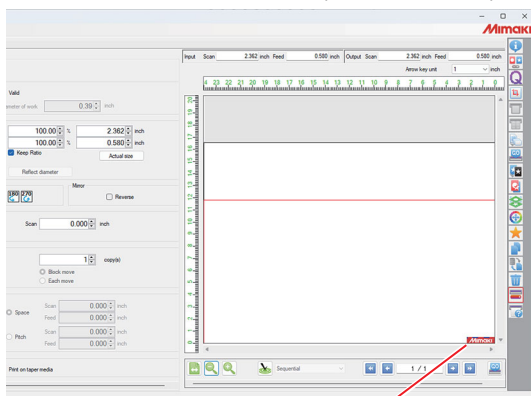 Mimaki
Input Scan 2.362 inch Feed 0.580 inch Output Scan 2.362 inch Feed 0.580 inch
Arrow key unit 1 inch
24 23 22 21 20 19 18 17 16 15 14 13 12 11 10 9 8 7 6 5 4 3 2 1 0
Valid
ameter of work 0.39 inch
100.00 % 2.362 inch
100.00 % 0.580 inch
Keep Ratio Actual size
Reflect diameter
Mirror
180 270 Reverse
Scan 0.000 inch
1 copy(s)
Block move
Each move
Space Scan 0.000 inch
Feed 0.000 inch
Pitch Scan 0.000 inch
Feed 0.000 inch
Mimaki
Print on taper media
Sequential 1 / 1